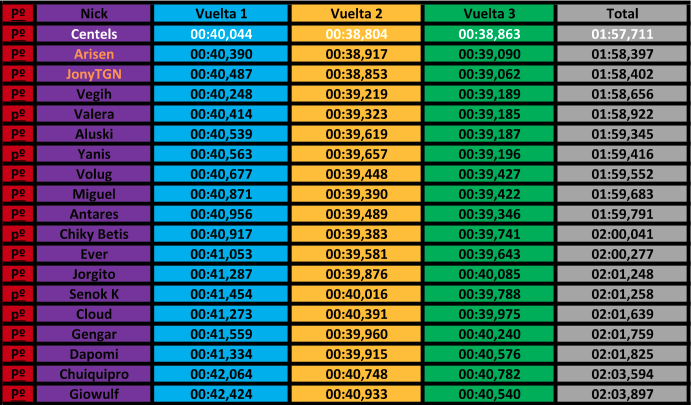 Pº Nick Vuelta 1 Vuelta 2 Vuelta 3 Total
Pº Centels 00:40,044 00:38,804 00:38,863 01:57,711
Pº Arisen 00:40,390 00:38,917 00:39,090 01:58,397
Pº JonyTGN 00:40,487 00:38,853 00:39,062 01:58,402
Pº Vegih 00:40,248 00:39,219 00:39,189 01:58,656
pº Valera 00:40,414 00:39,323 00:39,185 01:58,922
Pº Aluski 00:40,539 00:39,619 00:39,187 01:59,345
pº Yanis 00:40,563 00:39,657 00:39,196 01:59,416
Pº Volug 00:40,677 00:39,448 00:39,427 01:59,552
Pº Miguel 00:40,871 00:39,390 00:39,422 01:59,683
Pº Antares 00:40,956 00:39,489 00:39,346 01:59,791
Pº Chiky Betis 00:40,917 00:39,383 00:39,741 02:00,041
Pº Ever 00:41,053 00:39,581 00:39,643 02:00,277
Pº Jorgito 00:41,287 00:39,876 00:40,085 02:01,248
pº Senok K 00:41,454 00:40,016 00:39,788 02:01,258
pº Cloud 00:41,273 00:40,391 00:39,975 02:01,639
Pº Gengar 00:41,559 00:39,960 00:40,240 02:01,759
Pº Dapomi 00:41,334 00:39,915 00:40,576 02:01,825
Pº Chuiquipro 00:42,064 00:40,748 00:40,782 02:03,594
Pº Giowulf 00:42,424 00:40,933 00:40,540 02:03,897